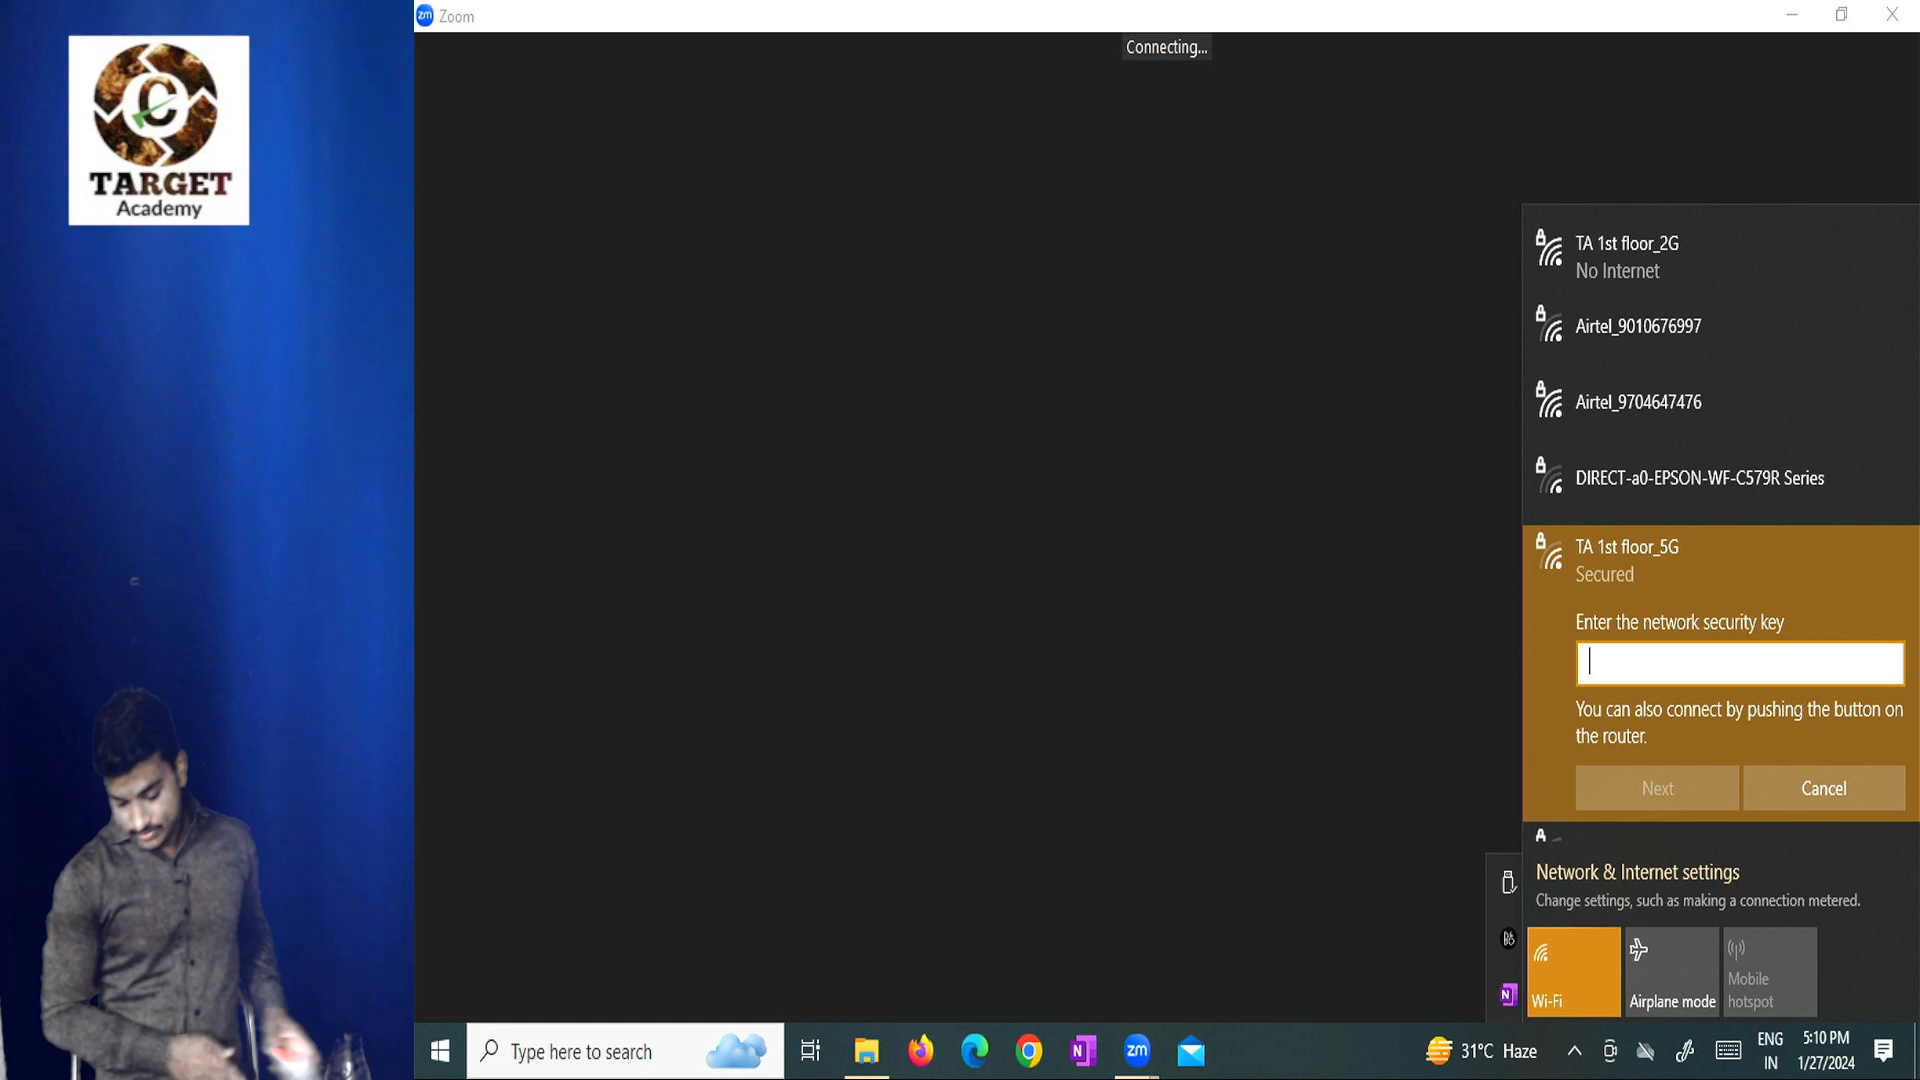 TARGET
Academy
zm Zoom
Connecting...
TA 1st floor_2G
No Internet
Airtel_9010676997
Airtel_9704647476
DIRECT-a0-EPSON-WF-C579R Series
TA 1st floor_5G
Secured
Enter the network security key
You can also connect by pushing the button on
the router.
Next Cancel
Network & Internet settings
Change settings, such as making a connection metered.
Wi-Fi
Airplane mode
Mobile
hotspot
Type here to search
N
zm
31°C Haze
ENG
IN
5:10 PM
1/27/2024